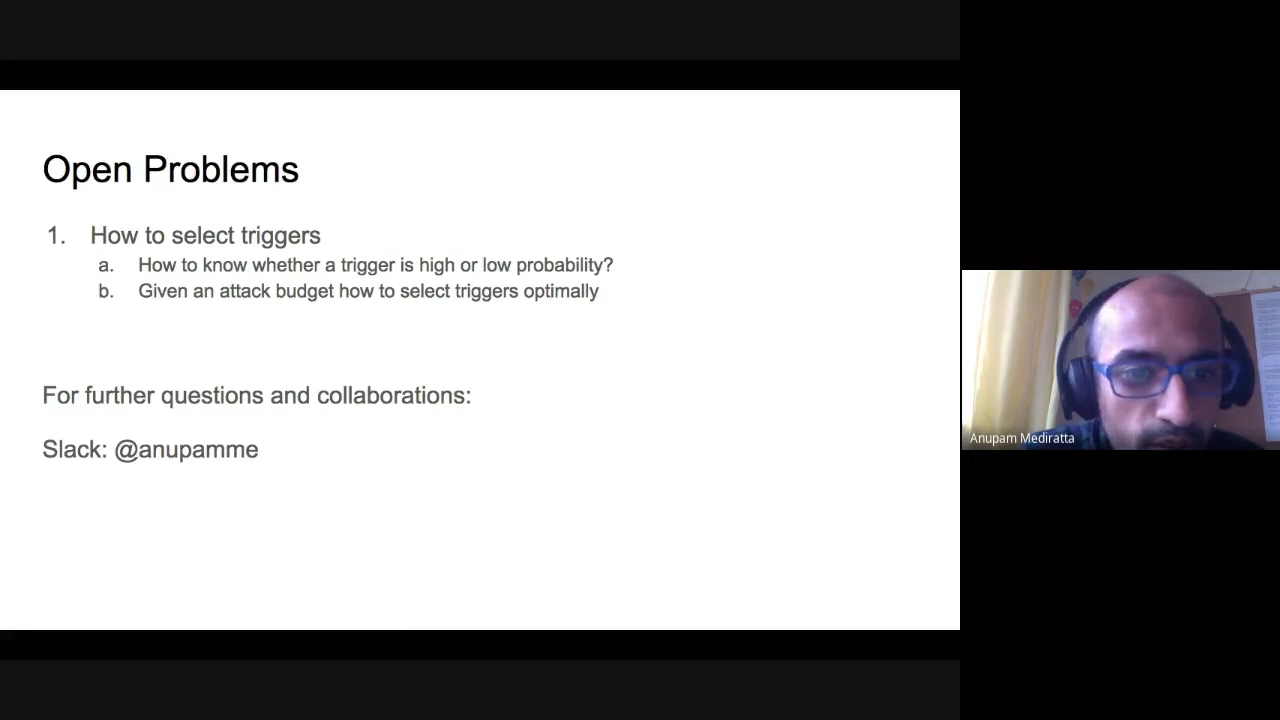 Open Problems
1. How to select triggers
a. How to know whether a trigger is high or low probability?
b. Given an attack budget how to select triggers optimally
For further questions and collaborations:
Slack: @anupamme
Anupam Mediratta